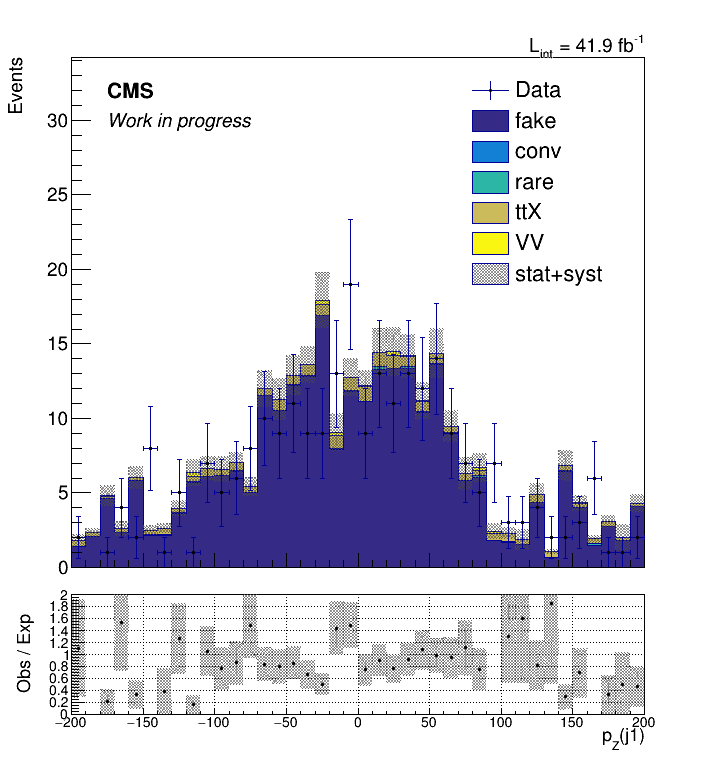 L_int = 41.9 fb^-1
Events
CMS
Work in progress
Data
fake
conv
rare
ttX
VV
stat+syst
30
25
20
15
10
5
0
Obs / Exp
2
1.8
1.6
1.4
1.2
1
0.8
0.6
0.4
0.2
0
−200 −150 −100 −50 0 50 100 150 200
p_Z(j1)